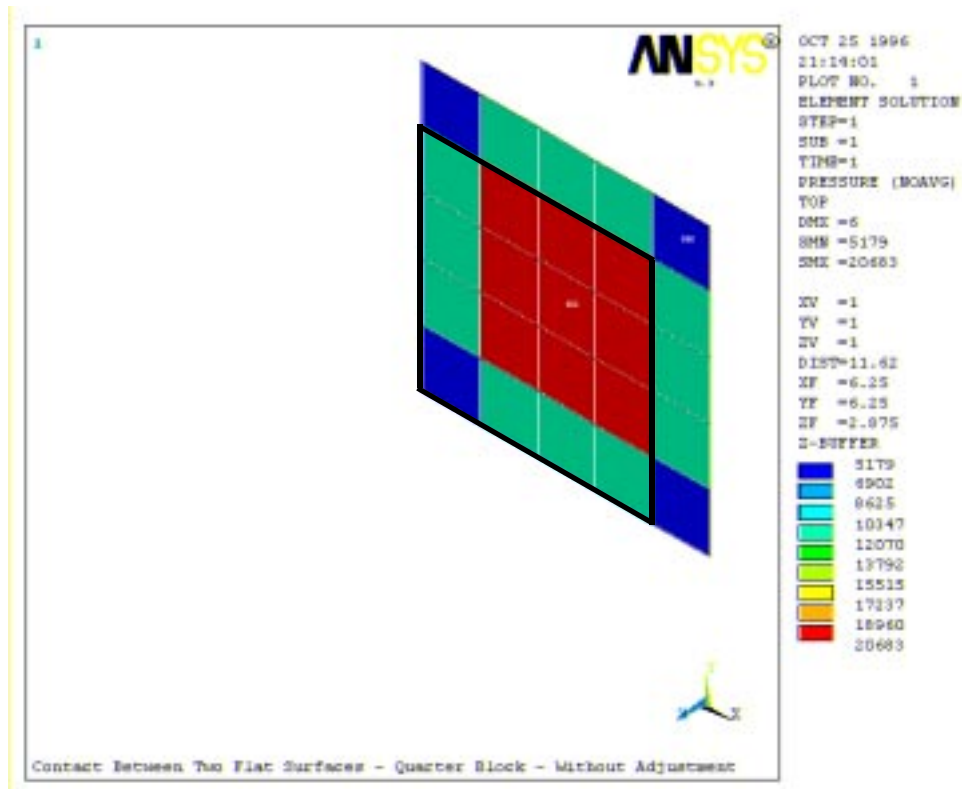 1
ANSYS
OCT 25 1996
21:14:01
PLOT NO. 1
ELEMENT SOLUTION
STEP=1
SUB =1
TIME=1
PRESSURE (NOAVG)
TOP
DMX =6
SMN =5179
SMX =20683
XV =1
YV =1
ZV =1
DIST=11.62
XF =6.25
YF =6.25
ZF =2.875
Z-BUFFER
5179
6902
8625
10347
12070
13792
15515
17237
18960
20683
MN
MX
Y
X
Contact Between Two Flat Surfaces - Quarter Block - Without Adjustment